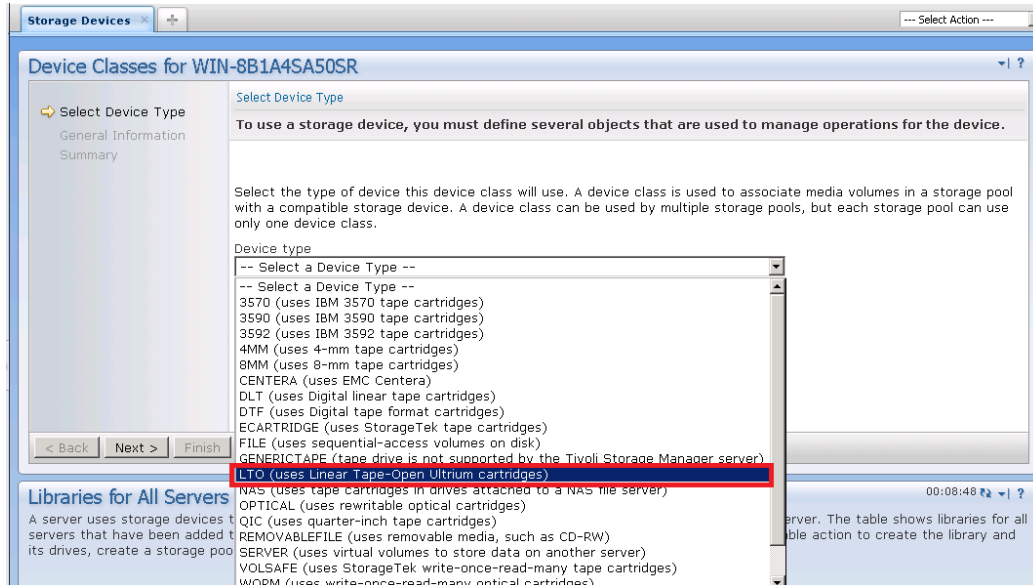 Storage Devices
--- Select Action ---
Device Classes for WIN-8B1A4SA50SR
?
Select Device Type
General Information
Summary
Select Device Type
To use a storage device, you must define several objects that are used to manage operations for the device.
Select the type of device this device class will use. A device class is used to associate media volumes in a storage pool
with a compatible storage device. A device class can be used by multiple storage pools, but each storage pool can use
only one device class.
Device type
-- Select a Device Type --
-- Select a Device Type --
3570 (uses IBM 3570 tape cartridges)
3590 (uses IBM 3590 tape cartridges)
3592 (uses IBM 3592 tape cartridges)
4MM (uses 4-mm tape cartridges)
8MM (uses 8-mm tape cartridges)
CENTERA (uses EMC Centera)
DLT (uses Digital linear tape cartridges)
DTF (uses Digital tape format cartridges)
ECARTRIDGE (uses StorageTek tape cartridges)
FILE (uses sequential-access volumes on disk)
GENERICTAPE (tape drive is not supported by the Tivoli Storage Manager server)
LTO (uses Linear Tape-Open Ultrium cartridges)
NAS (uses tape cartridges in drives attached to a NAS file server)
OPTICAL (uses rewritable optical cartridges)
QIC (uses quarter-inch tape cartridges)
REMOVABLEFILE (uses removable media, such as CD-RW)
SERVER (uses virtual volumes to store data on another server)
VOLSAFE (uses StorageTek write-once-read-many tape cartridges)
WORM (uses write-once-read-many optical cartridges)
< Back Next > Finish
Libraries for All Servers
00:08:48 ?
A server uses storage devices t erver. The table shows libraries for all
servers that have been added t ble action to create the library and
its drives, create a storage poo